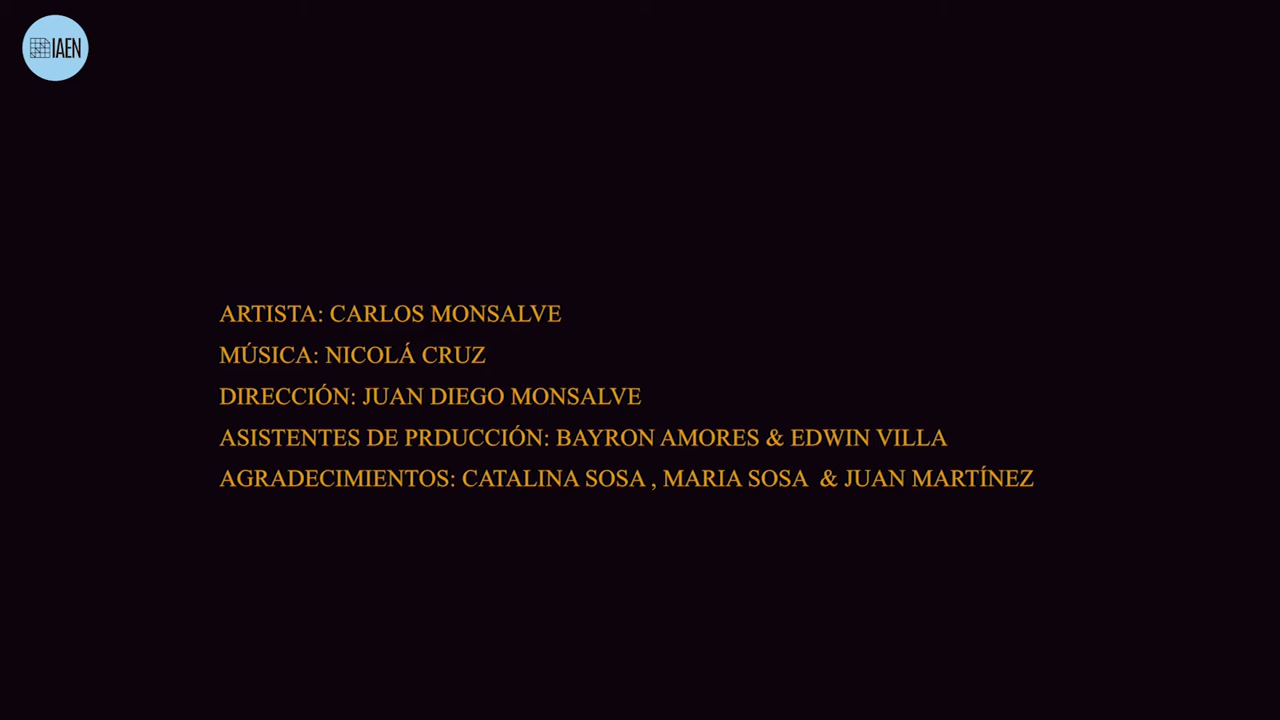 IAEN
ARTISTA: CARLOS MONSALVE
MÚSICA: NICOLÁ CRUZ
DIRECCIÓN: JUAN DIEGO MONSALVE
ASISTENTES DE PRDUCCIÓN: BAYRON AMORES & EDWIN VILLA
AGRADECIMIENTOS: CATALINA SOSA , MARIA SOSA & JUAN MARTÍNEZ